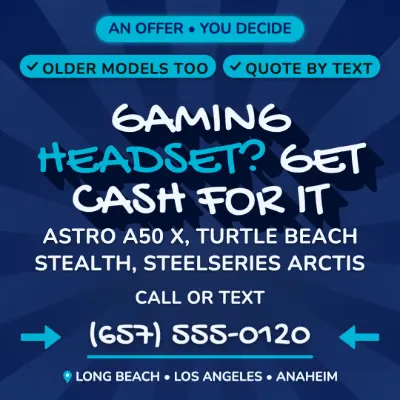 AN OFFER • YOU DECIDE
✓ OLDER MODELS TOO ✓ QUOTE BY TEXT
GAMING
HEADSET? GET
CASH FOR IT
ASTRO A50 X, TURTLE BEACH
STEALTH, STEELSERIES ARCTIS
CALL OR TEXT
(657) 555-0120
LONG BEACH • LOS ANGELES • ANAHEIM